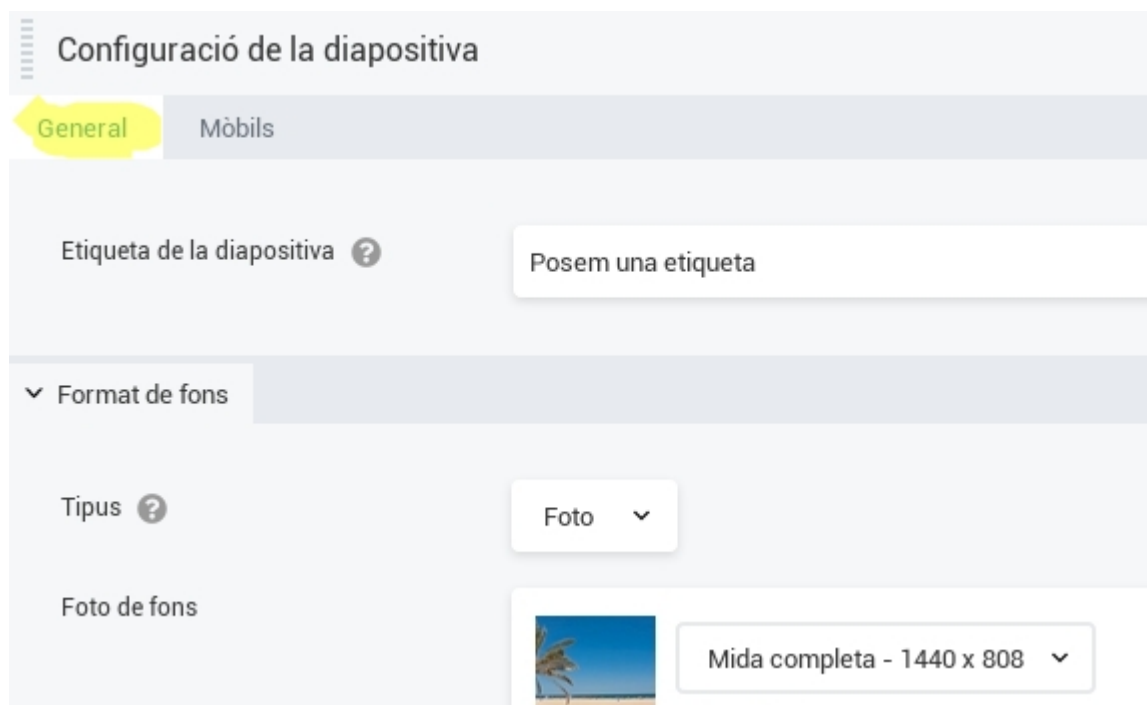 Configuració de la diapositiva
General Mòbils
Etiqueta de la diapositiva ?
Posem una etiqueta
Format de fons
Tipus ?
Foto
Foto de fons
Mida completa - 1440 x 808